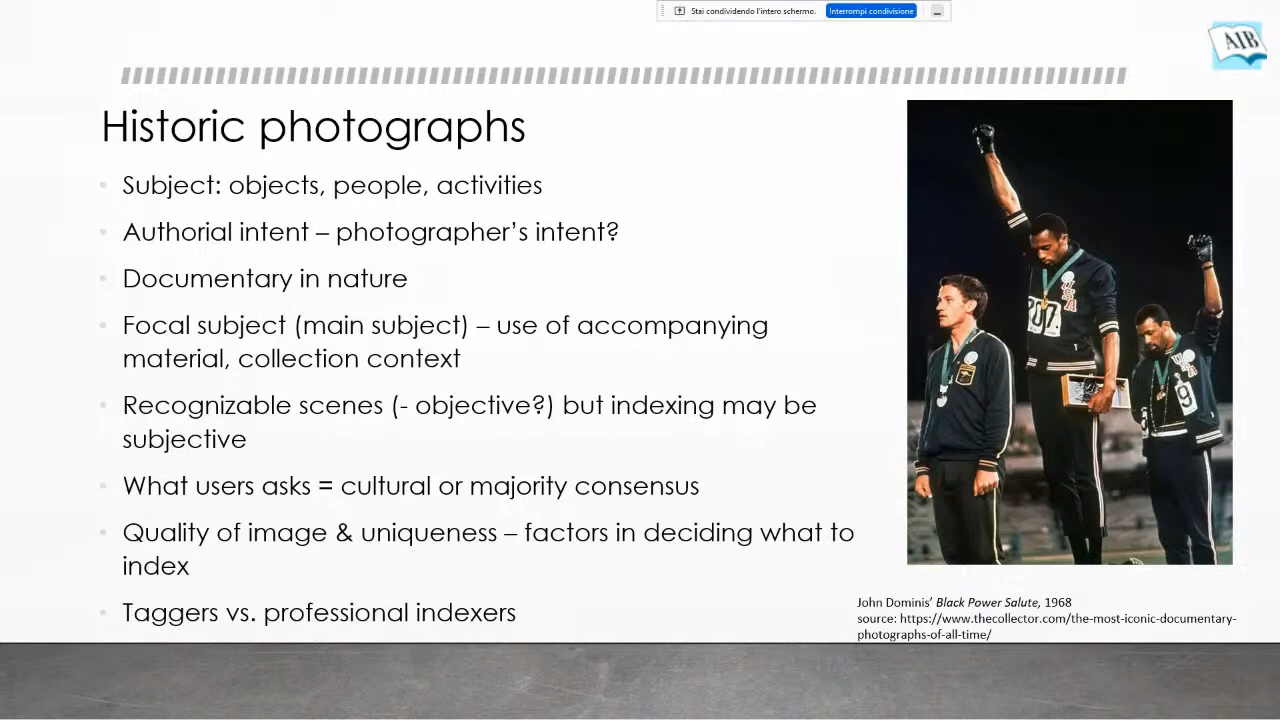 Stai condividendo l'intero schermo. Interrompi condivisione
AIB
Historic photographs
Subject: objects, people, activities
Authorial intent – photographer's intent?
Documentary in nature
Focal subject (main subject) – use of accompanying
material, collection context
Recognizable scenes (- objective?) but indexing may be
subjective
What users asks = cultural or majority consensus
Quality of image & uniqueness – factors in deciding what to
index
Taggers vs. professional indexers
USA
307
USA
9
John Dominis' Black Power Salute, 1968
source: https://www.thecollector.com/the-most-iconic-documentary-
photographs-of-all-time/